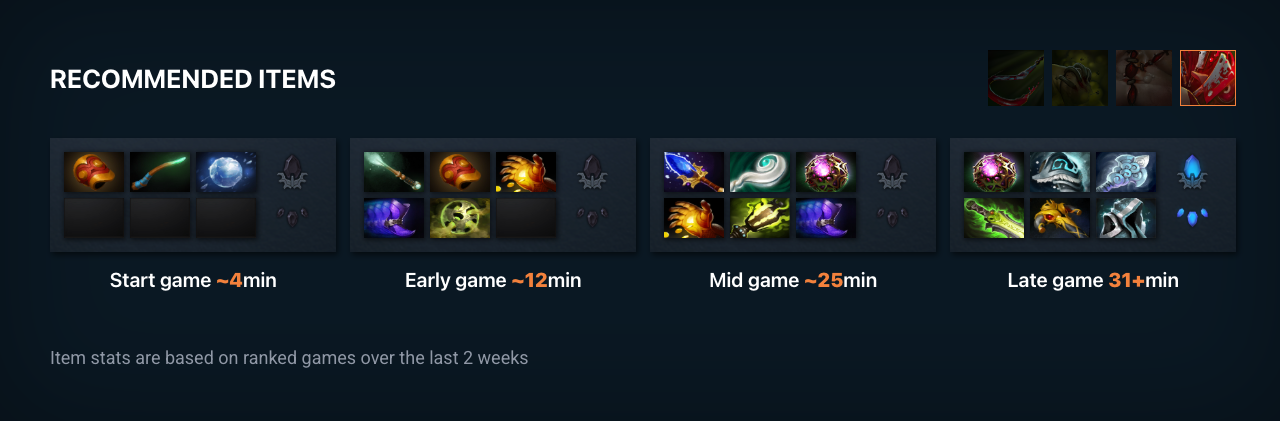 RECOMMENDED ITEMS
Start game ~4min
Early game ~12min
Mid game ~25min
Late game 31+min
Item stats are based on ranked games over the last 2 weeks